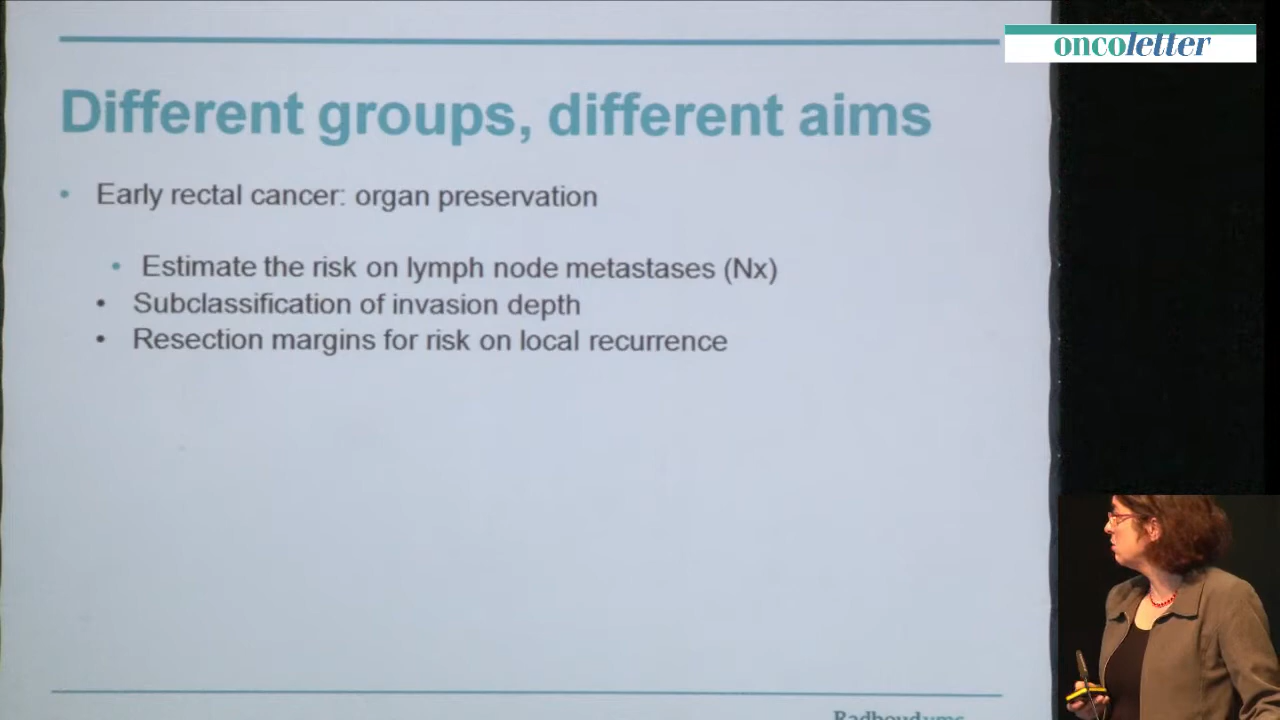 oncoletter
Different groups, different aims
• Early rectal cancer: organ preservation
• Estimate the risk on lymph node metastases (Nx)
• Subclassification of invasion depth
• Resection margins for risk on local recurrence
Radboudumc